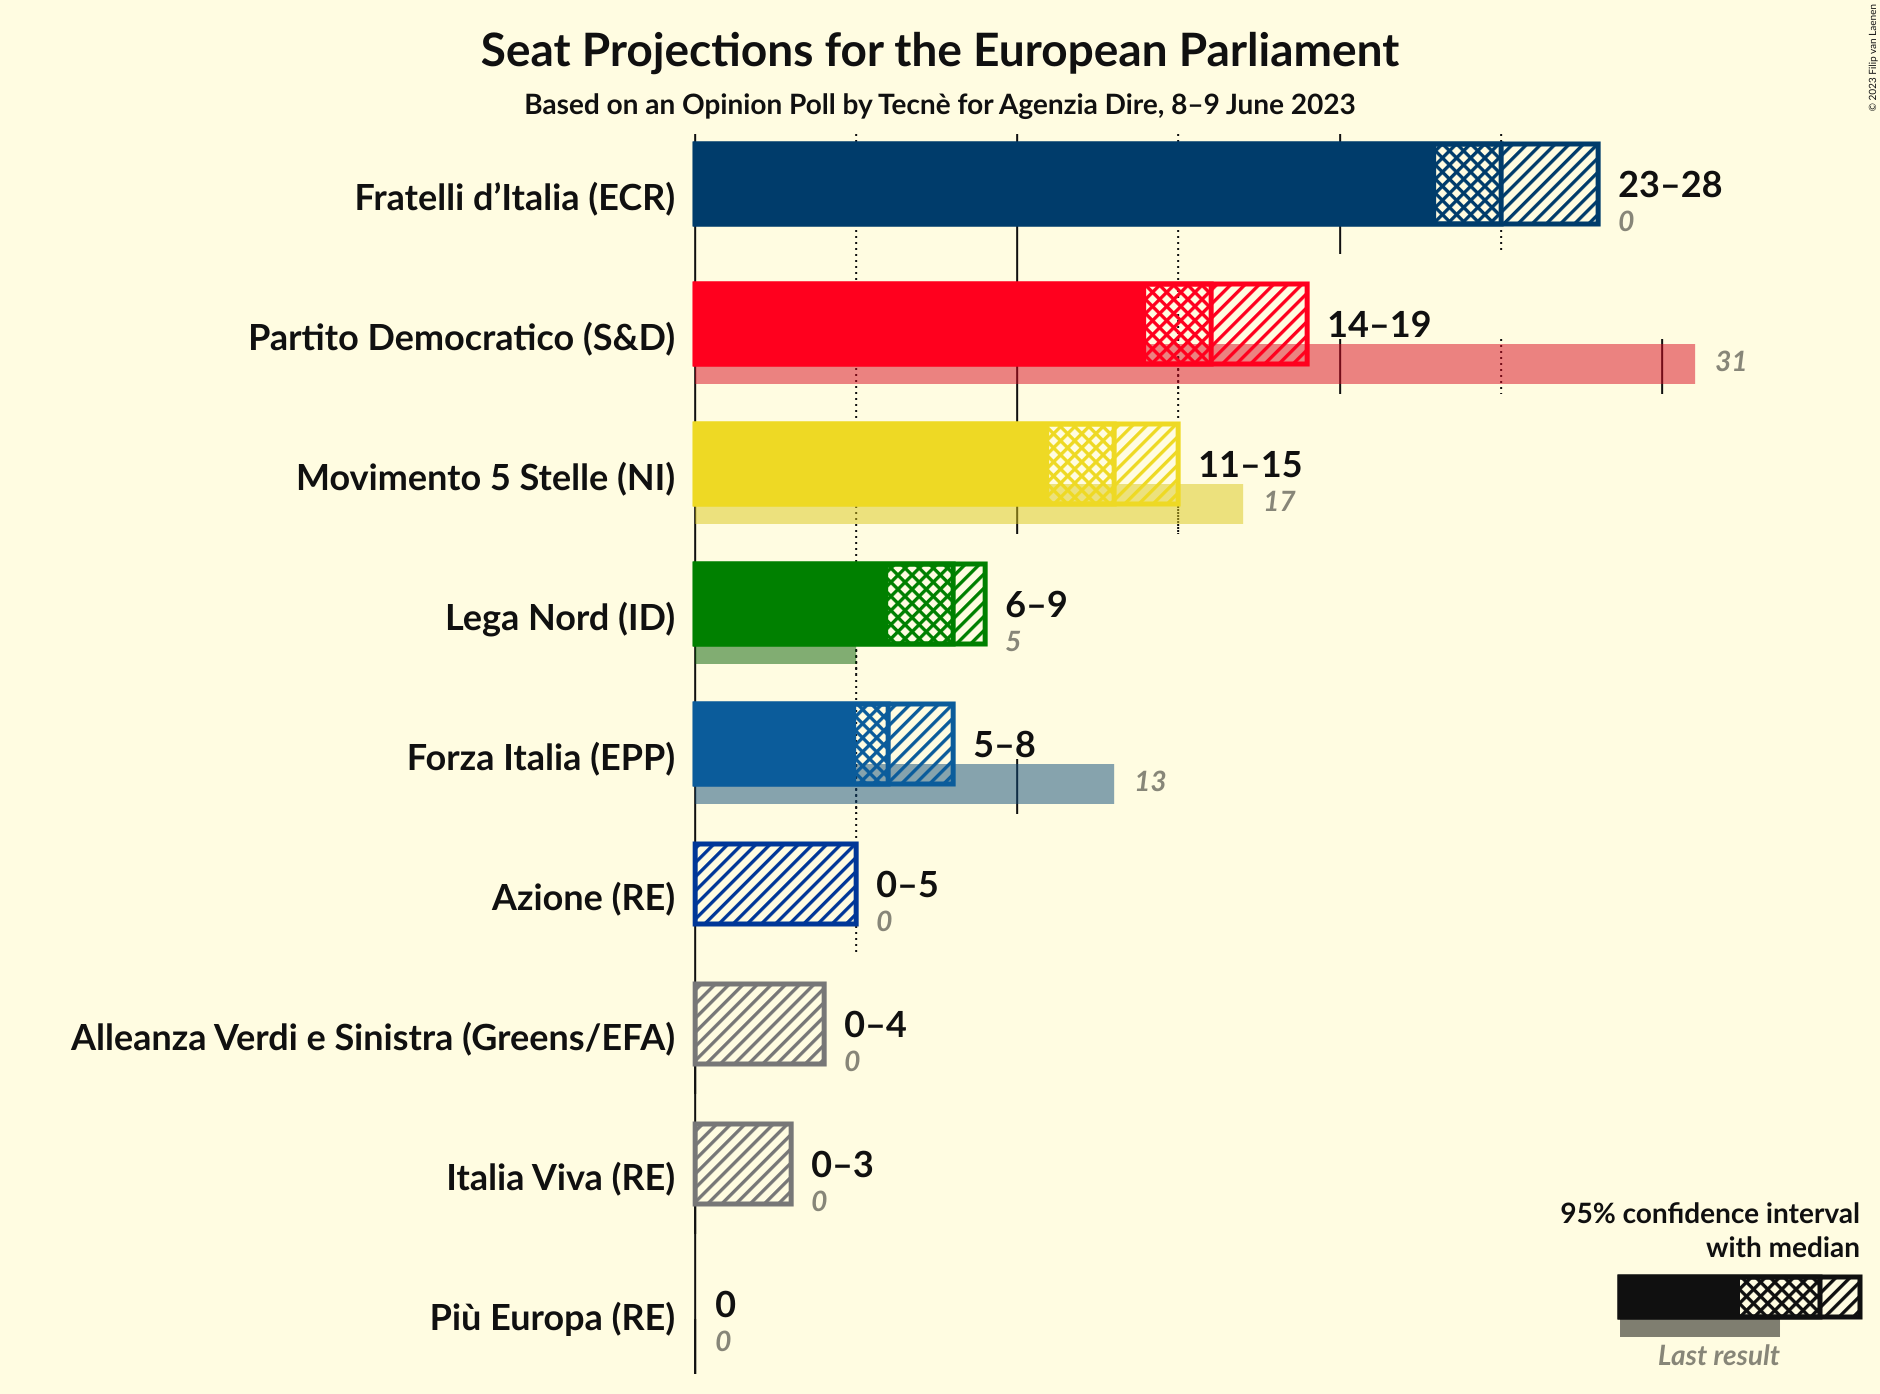 Seat Projections for the European Parliament
Based on an Opinion Poll by Tecnè for Agenzia Dire, 8–9 June 2023
© 2023 Filip van Laenen
Fratelli d’Italia (ECR)
23–28
0
Partito Democratico (S&D)
14–19
31
Movimento 5 Stelle (NI)
11–15
17
Lega Nord (ID)
6–9
5
Forza Italia (EPP)
5–8
13
Azione (RE)
0–5
0
Alleanza Verdi e Sinistra (Greens/EFA)
0–4
0
Italia Viva (RE)
0–3
0
Più Europa (RE)
0
0
95% confidence interval
with median
Last result